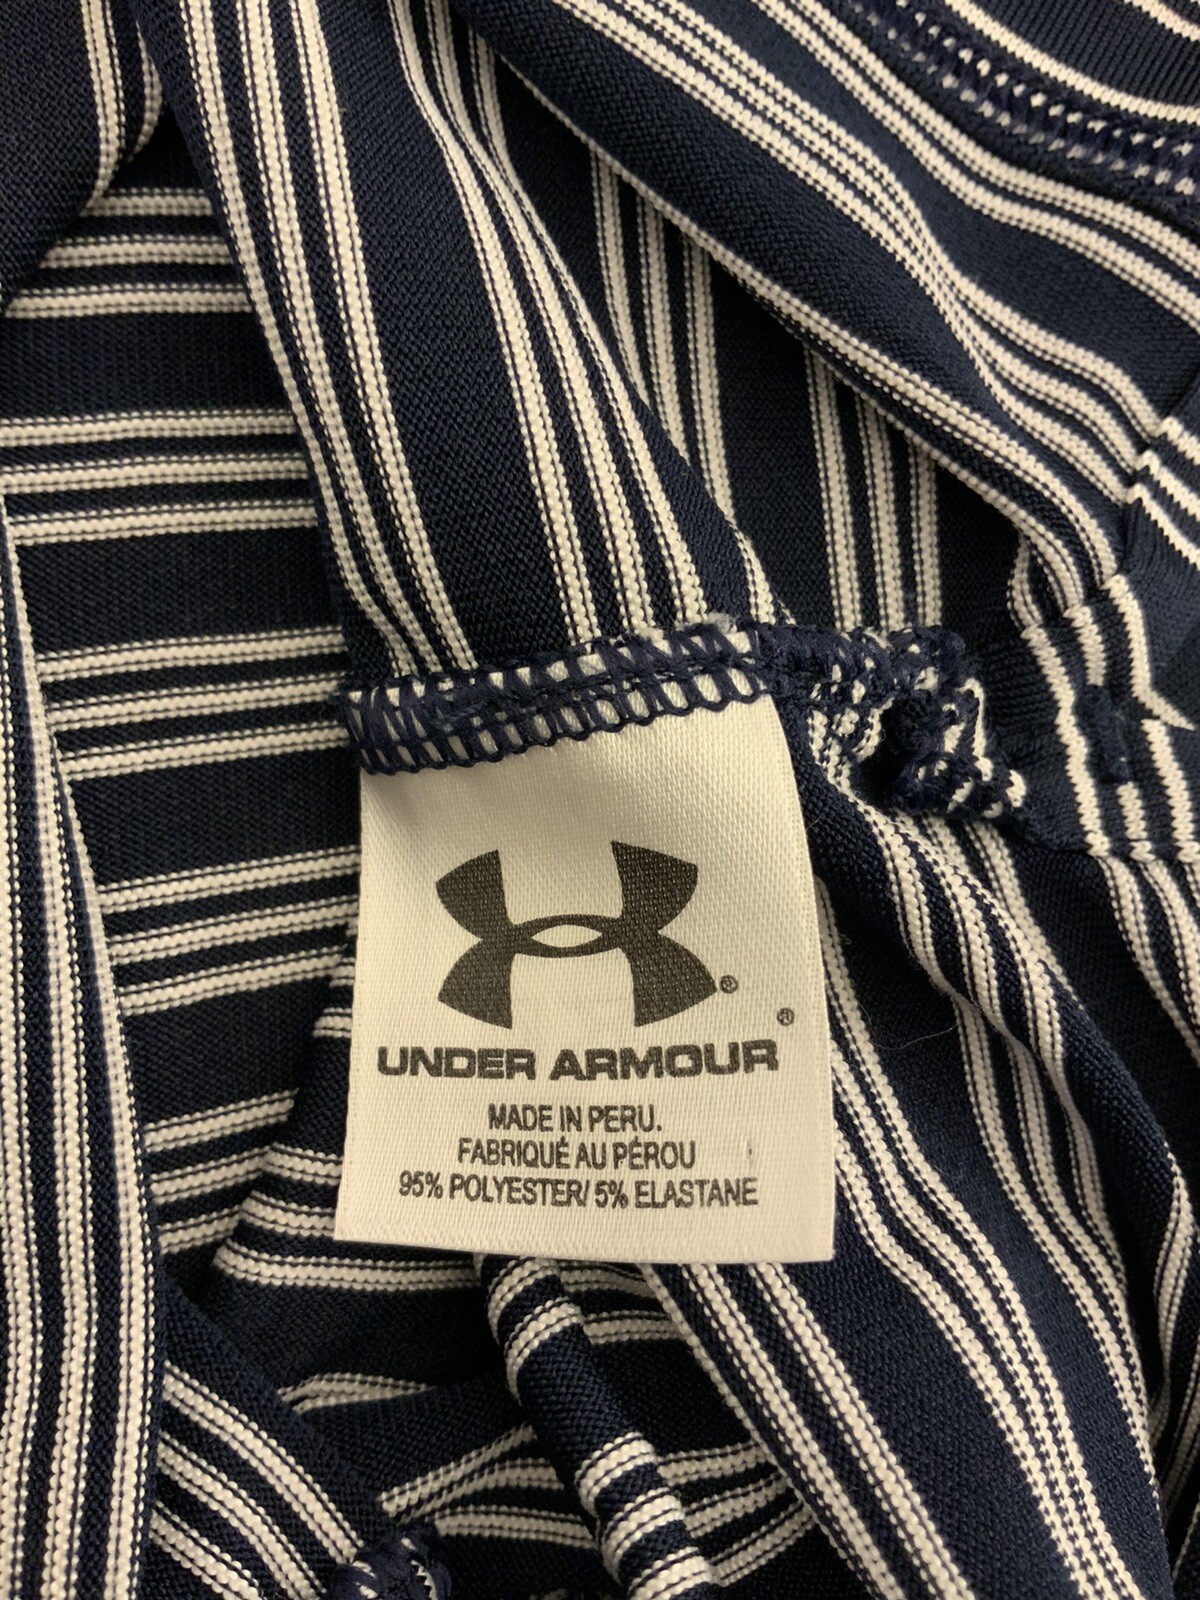 ®
®
UNDER ARMOUR
MADE IN PERU.
FABRIQUÉ AU PÉROU
95% POLYESTER/ 5% ELASTANE